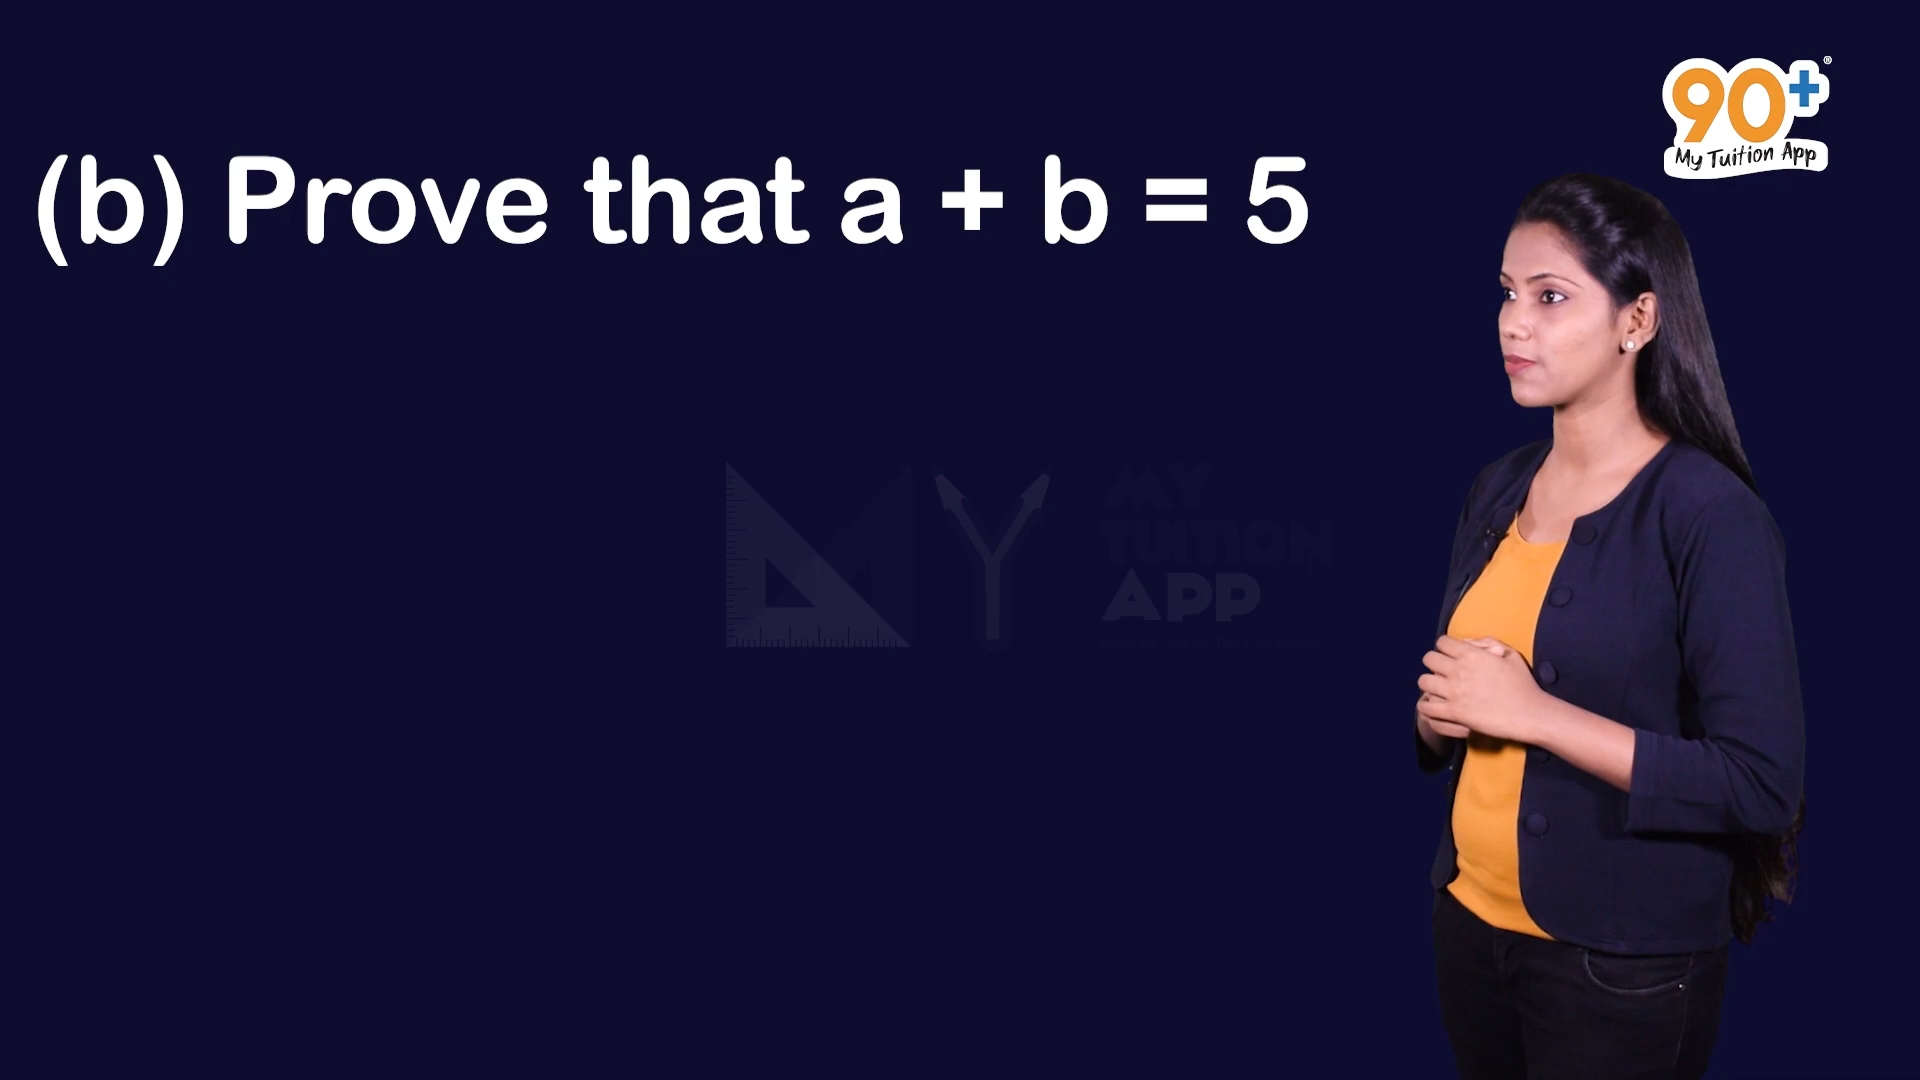 90+
My Tuition App
(b) Prove that a + b = 5
MY
TUITION
APP